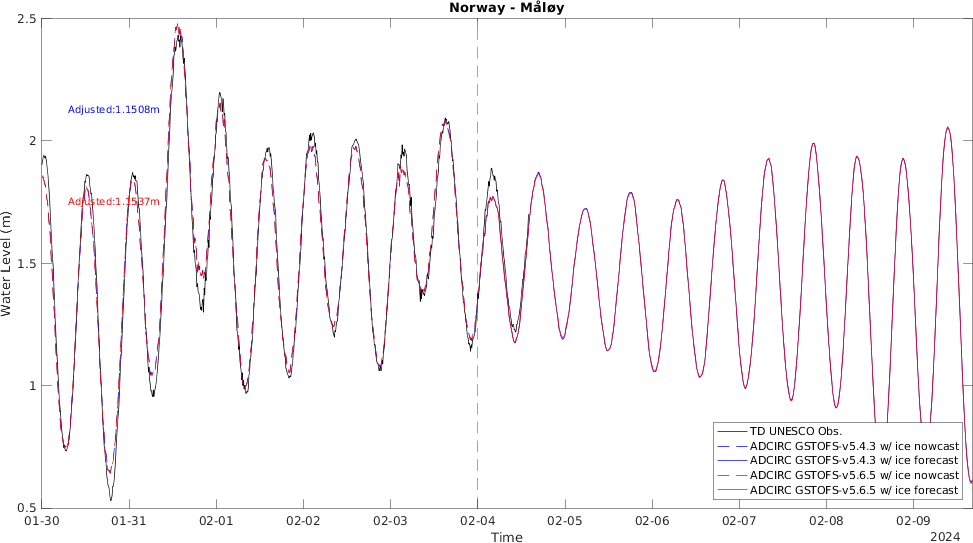 Norway - Måløy
2.5
2
1.5
1
0.5
Water Level (m)
Adjusted:1.1508m
Adjusted:1.1537m
TD UNESCO Obs.
ADCIRC GSTOFS-v5.4.3 w/ ice nowcast
ADCIRC GSTOFS-v5.4.3 w/ ice forecast
ADCIRC GSTOFS-v5.6.5 w/ ice nowcast
ADCIRC GSTOFS-v5.6.5 w/ ice forecast
01-30 01-31 02-01 02-02 02-03 02-04 02-05 02-06 02-07 02-08 02-09
Time
2024